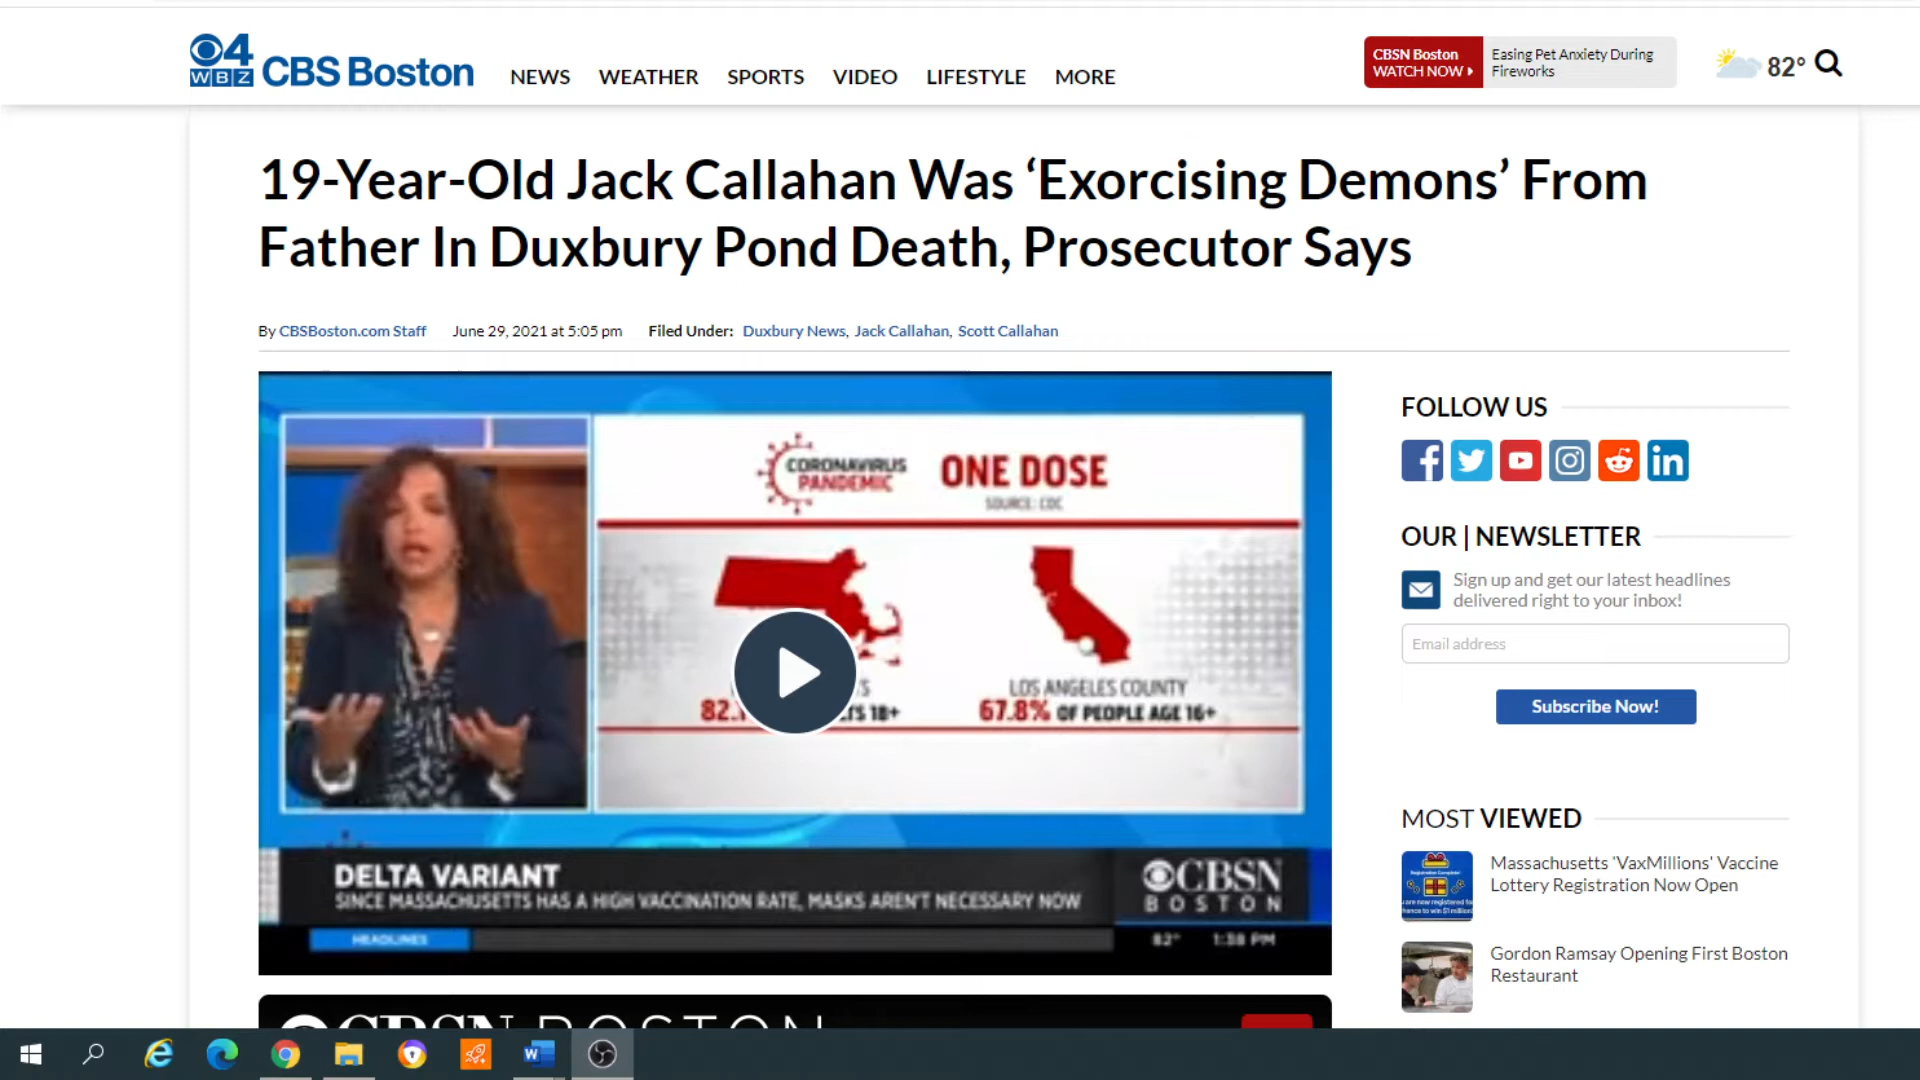 4
WBZ CBS Boston
NEWS WEATHER SPORTS VIDEO LIFESTYLE MORE
CBSN Boston
WATCH NOW
Easing Pet Anxiety During
Fireworks
82°
19-Year-Old Jack Callahan Was ‘Exorcising Demons’ From
Father In Duxbury Pond Death, Prosecutor Says
By CBSBoston.com Staff June 29, 2021 at 5:05 pm Filed Under: Duxbury News, Jack Callahan, Scott Callahan
CORONAVIRUS
PANDEMIC
ONE DOSE
SOURCE: CDC
LOS ANGELES COUNTY
82. 18+
67.8% OF PEOPLE AGE 16+
DELTA VARIANT
SINCE MASSACHUSETTS HAS A HIGH VACCINATION RATE, MASKS AREN'T NECESSARY NOW
CBSN
BOSTON
HEADLINES
82° 1:38 PM
CBSN BOSTON
FOLLOW US
OUR | NEWSLETTER
Sign up and get our latest headlines
delivered right to your inbox!
Email address
Subscribe Now!
MOST VIEWED
Massachusetts 'VaxMillions' Vaccine
Lottery Registration Now Open
Gordon Ramsay Opening First Boston
Restaurant